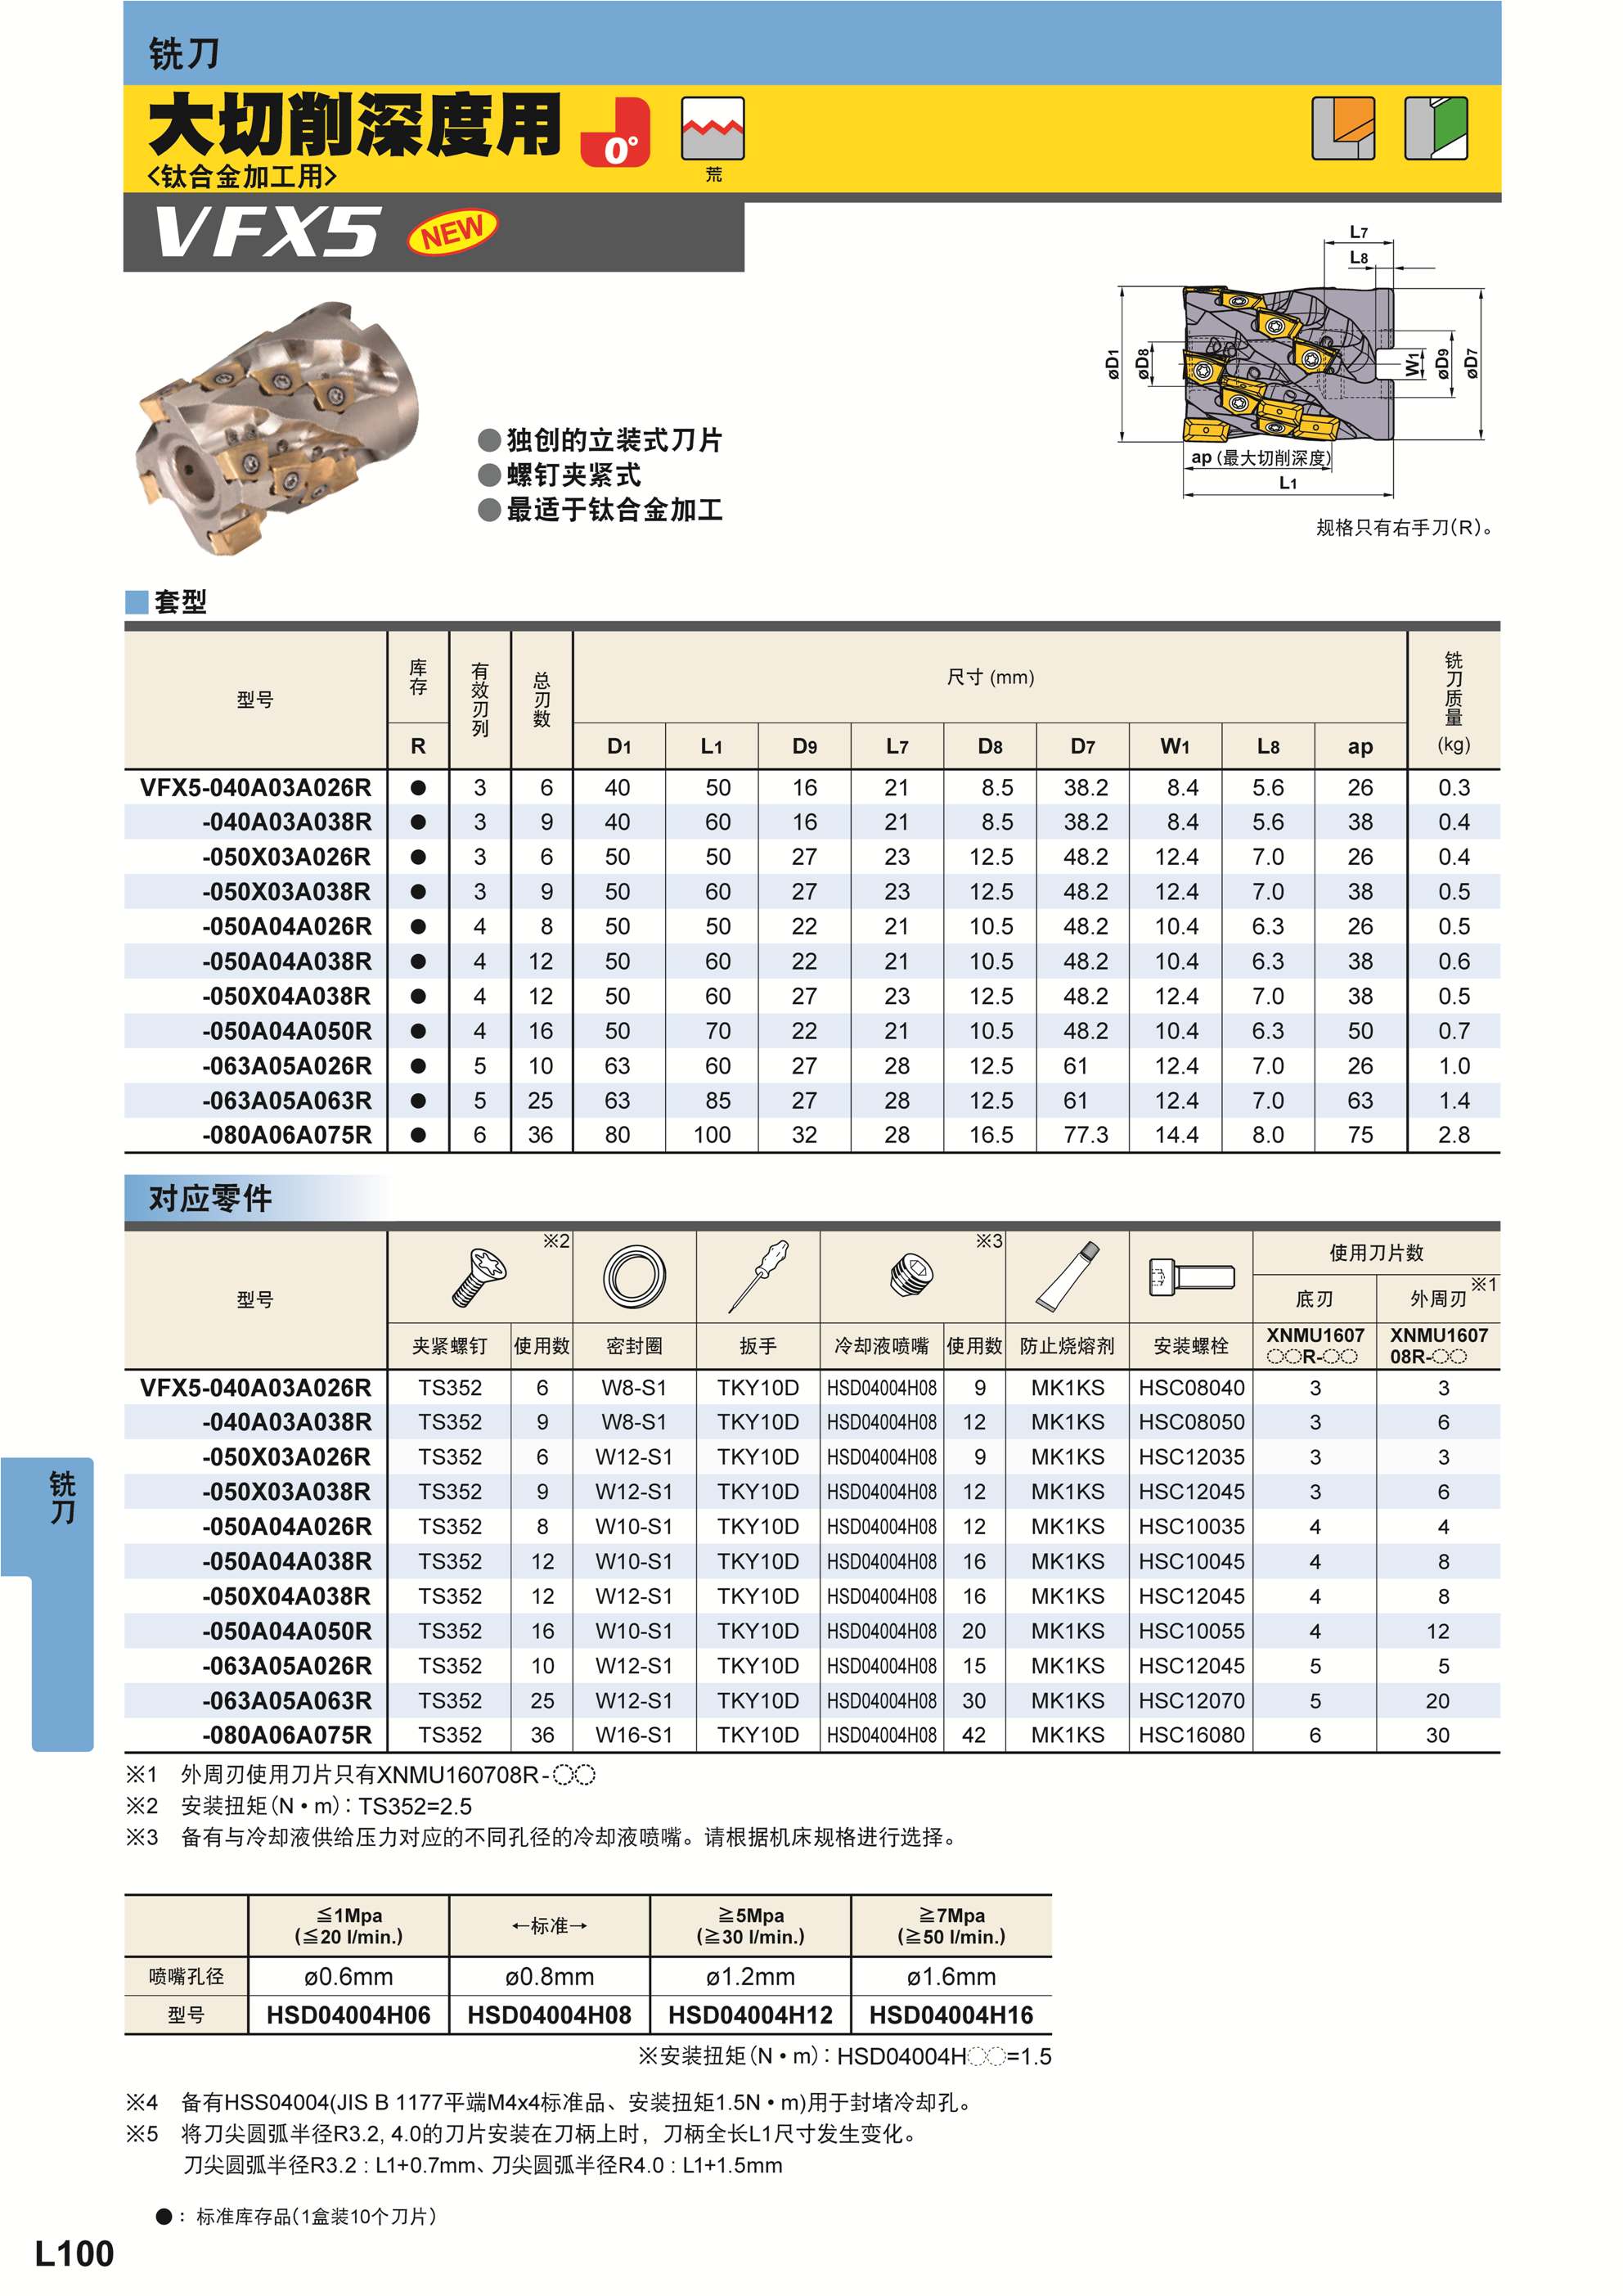 铣刀
大切削深度用
<钛合金加工用>
0°
荒
VFX5 NEW
●独创的立装式刀片
●螺钉夹紧式
●最适于钛合金加工
L7
L8
øD1 øD8 W1 øD9 øD7
ap (最大切削深度)
L1
规格只有右手刀(R)。
套型
型号 库存 有效刃列 总刃数 尺寸 (mm) 铣刀质量 (kg)
R D1 L1 D9 L7 D8 D7 W1 L8 ap
VFX5-040A03A026R ● 3 6 40 50 16 21 8.5 38.2 8.4 5.6 26 0.3
-040A03A038R ● 3 9 40 60 16 21 8.5 38.2 8.4 5.6 38 0.4
-050X03A026R ● 3 6 50 50 27 23 12.5 48.2 12.4 7.0 26 0.4
-050X03A038R ● 3 9 50 60 27 23 12.5 48.2 12.4 7.0 38 0.5
-050A04A026R ● 4 8 50 50 22 21 10.5 48.2 10.4 6.3 26 0.5
-050A04A038R ● 4 12 50 60 22 21 10.5 48.2 10.4 6.3 38 0.6
-050X04A038R ● 4 12 50 60 27 23 12.5 48.2 12.4 7.0 38 0.5
-050A04A050R ● 4 16 50 70 22 21 10.5 48.2 10.4 6.3 50 0.7
-063A05A026R ● 5 10 63 60 27 28 12.5 61 12.4 7.0 26 1.0
-063A05A063R ● 5 25 63 85 27 28 12.5 61 12.4 7.0 63 1.4
-080A06A075R ● 6 36 80 100 32 28 16.5 77.3 14.4 8.0 75 2.8
对应零件
型号 ※2 ※3 使用刀片数
底刃 外周刃 ※1
夹紧螺钉 使用数 密封圈 扳手 冷却液喷嘴 使用数 防止烧熔剂 安装螺栓 XNMU1607○○R-○○ XNMU160708R-○○
VFX5-040A03A026R TS352 6 W8-S1 TKY10D HSD04004H08 9 MK1KS HSC08040 3 3
-040A03A038R TS352 9 W8-S1 TKY10D HSD04004H08 12 MK1KS HSC08050 3 6
-050X03A026R TS352 6 W12-S1 TKY10D HSD04004H08 9 MK1KS HSC12035 3 3
-050X03A038R TS352 9 W12-S1 TKY10D HSD04004H08 12 MK1KS HSC12045 3 6
-050A04A026R TS352 8 W10-S1 TKY10D HSD04004H08 12 MK1KS HSC10035 4 4
-050A04A038R TS352 12 W10-S1 TKY10D HSD04004H08 16 MK1KS HSC10045 4 8
-050X04A038R TS352 12 W12-S1 TKY10D HSD04004H08 16 MK1KS HSC12045 4 8
-050A04A050R TS352 16 W10-S1 TKY10D HSD04004H08 20 MK1KS HSC10055 4 12
-063A05A026R TS352 10 W12-S1 TKY10D HSD04004H08 15 MK1KS HSC12045 5 5
-063A05A063R TS352 25 W12-S1 TKY10D HSD04004H08 30 MK1KS HSC12070 5 20
-080A06A075R TS352 36 W16-S1 TKY10D HSD04004H08 42 MK1KS HSC16080 6 30
铣刀
※1 外周刃使用刀片只有XNMU160708R-○○
※2 安装扭矩(N•m)：TS352=2.5
※3 备有与冷却液供给压力对应的不同孔径的冷却液喷嘴。请根据机床规格进行选择。
≦1Mpa ←标准→ ≧5Mpa ≧7Mpa
(≦20 l/min.) (≧30 l/min.) (≧50 l/min.)
喷嘴孔径 ø0.6mm ø0.8mm ø1.2mm ø1.6mm
型号 HSD04004H06 HSD04004H08 HSD04004H12 HSD04004H16
※安装扭矩(N•m)：HSD04004H○○=1.5
※4 备有HSS04004(JIS B 1177平端M4x4标准品、安装扭矩1.5N•m)用于封堵冷却孔。
※5 将刀尖圆弧半径R3.2, 4.0的刀片安装在刀柄上时，刀柄全长L1尺寸发生变化。
刀尖圆弧半径R3.2 : L1+0.7mm、刀尖圆弧半径R4.0 : L1+1.5mm
●：标准库存品(1盒装10个刀片)
L100